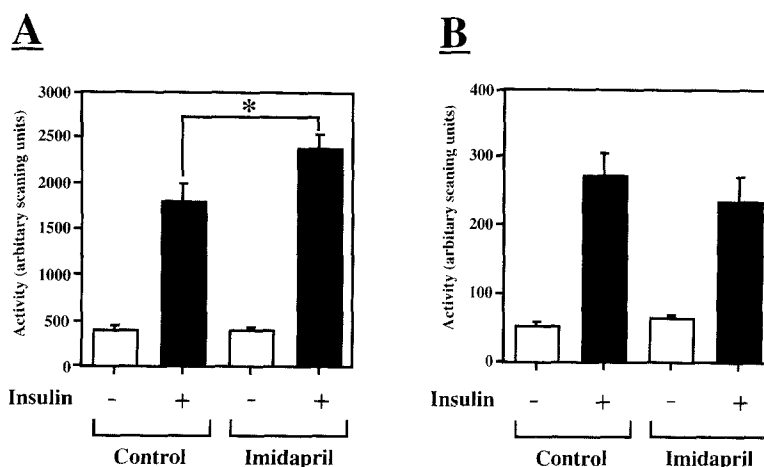 A
Activity (arbitary scaning units)
3000
2500
2000
1500
1000
500
0
*
Insulin - + - +
Control Imidapril
B
Activity (arbitary scaning units)
400
300
200
100
0
- + - +
Control Imidapril